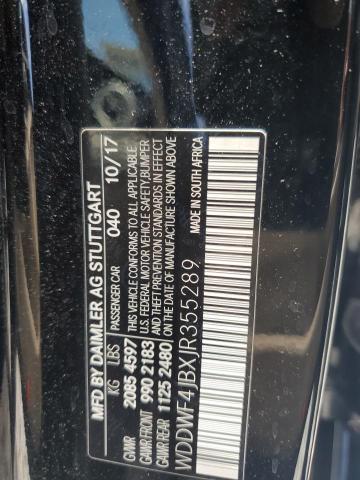 MFD BY DAIMLER AG STUTTGART
PASSENGER CAR 040 10/17
KG LBS
GVWR 2085 4597
GAWR FRONT 990 2183
GAWR REAR 1125 2480
THIS VEHICLE CONFORMS TO ALL APPLICABLE
U.S. FEDERAL MOTOR VEHICLE SAFETY, BUMPER
AND THEFT PREVENTION STANDARDS IN EFFECT ON
THE DATE OF MANUFACTURE SHOWN ABOVE
WDDWF4JBXJR355289
MADE IN SOUTH AFRICA